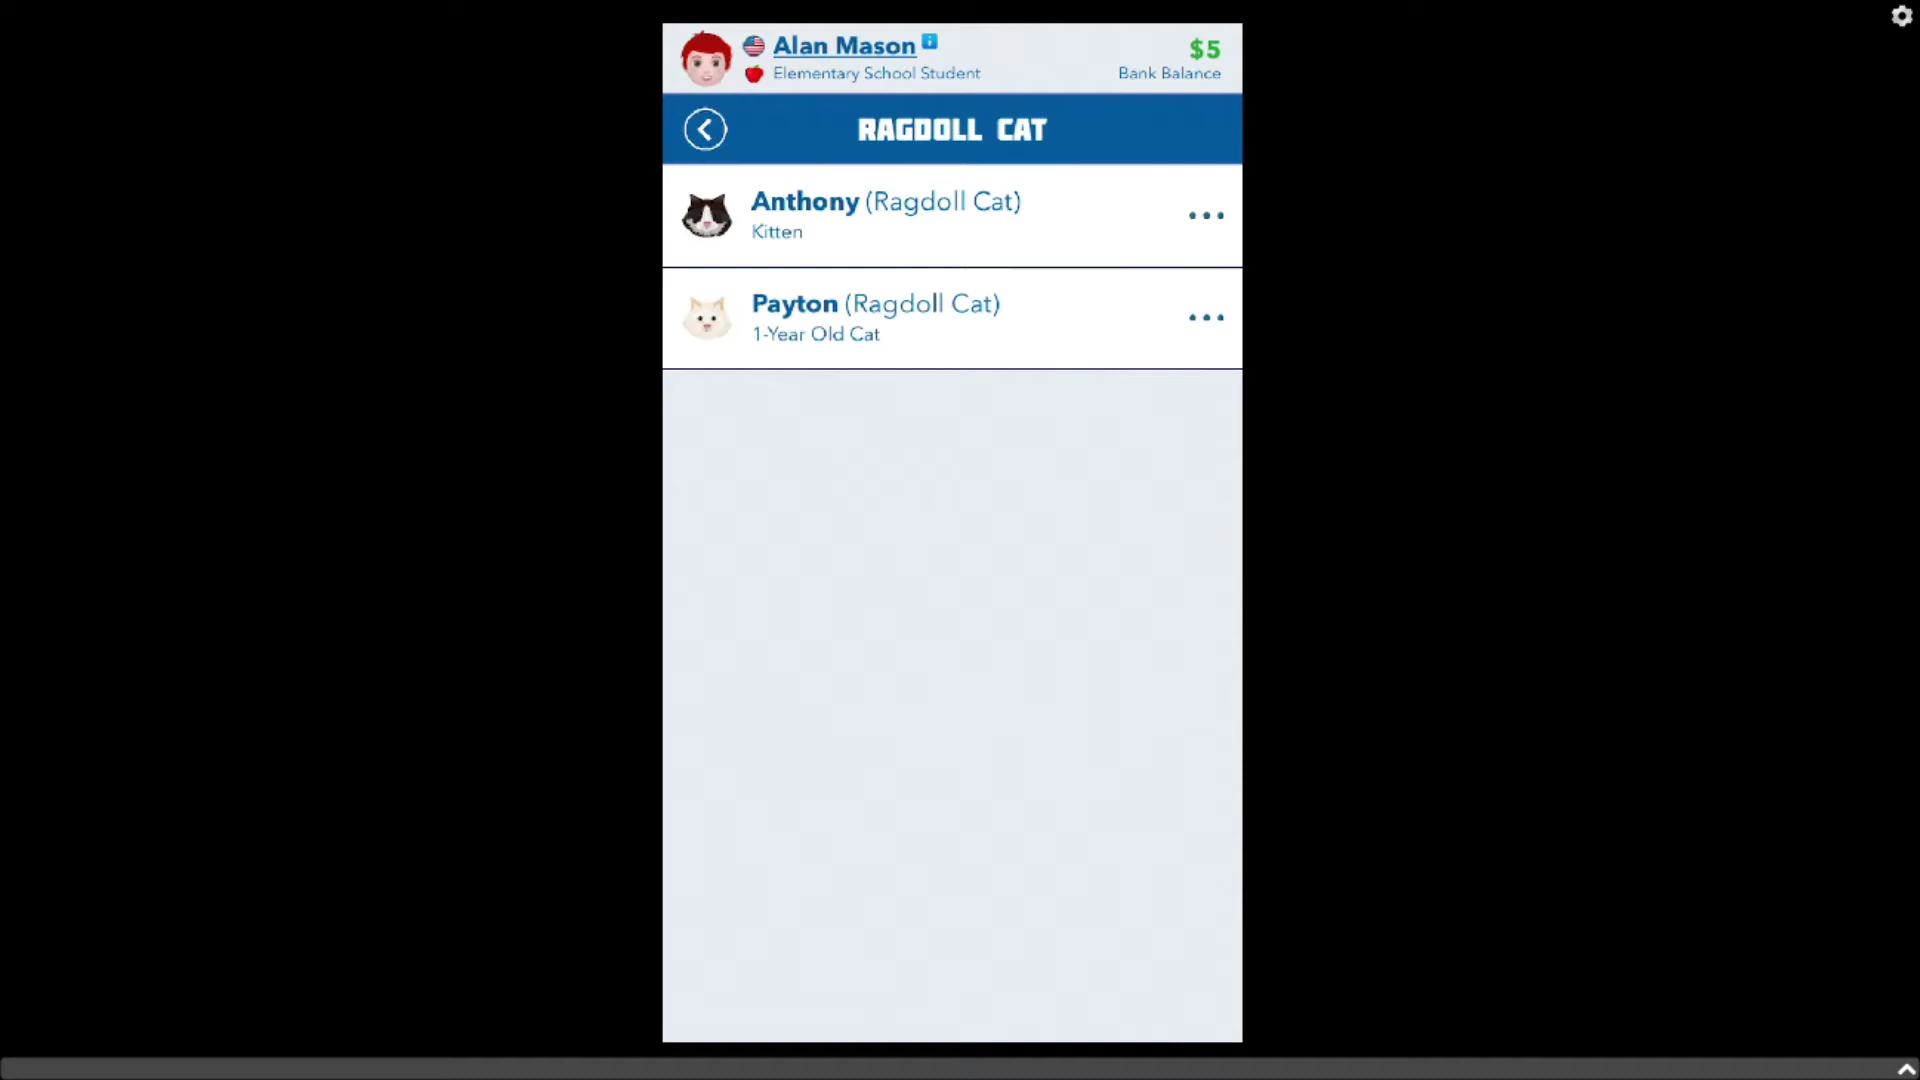 Alan Mason
$5
Elementary School Student
Bank Balance
RAGDOLL CAT
Anthony (Ragdoll Cat)
Kitten
Payton (Ragdoll Cat)
1-Year Old Cat